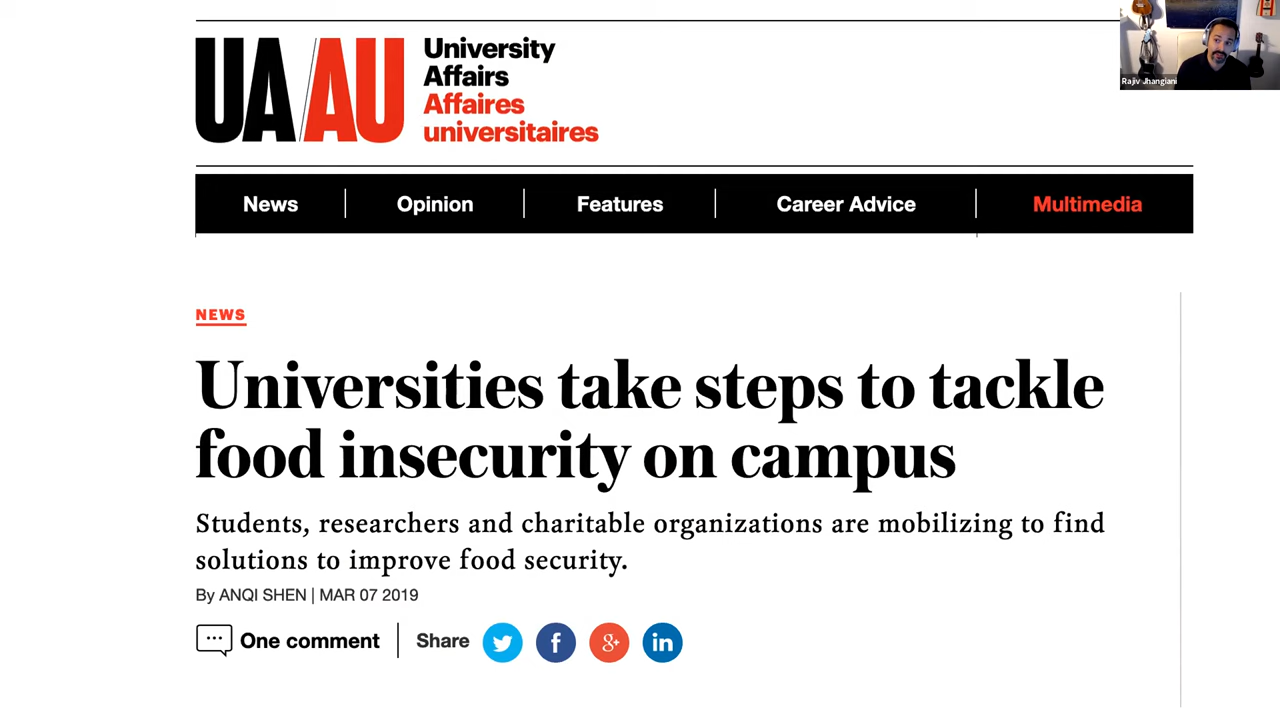 Rajiv Jhangiani
UA/AU
University
Affairs
Affaires
universitaires
News
Opinion
Features
Career Advice
Multimedia
NEWS
Universities take steps to tackle
food insecurity on campus
Students, researchers and charitable organizations are mobilizing to find
solutions to improve food security.
By ANQI SHEN | MAR 07 2019
One comment
Share
f
g+
in